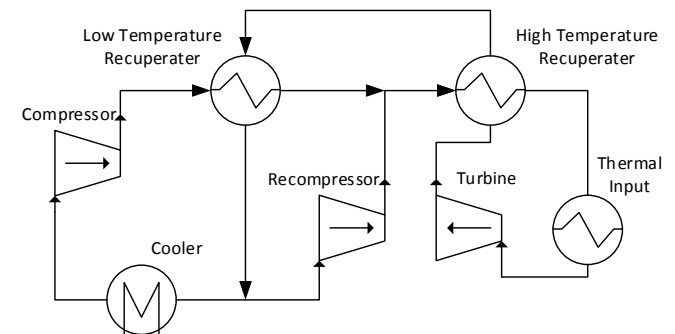 Low Temperature
Recuperater
High Temperature
Recuperater
Compressor
Recompressor
Turbine
Thermal
Input
Cooler